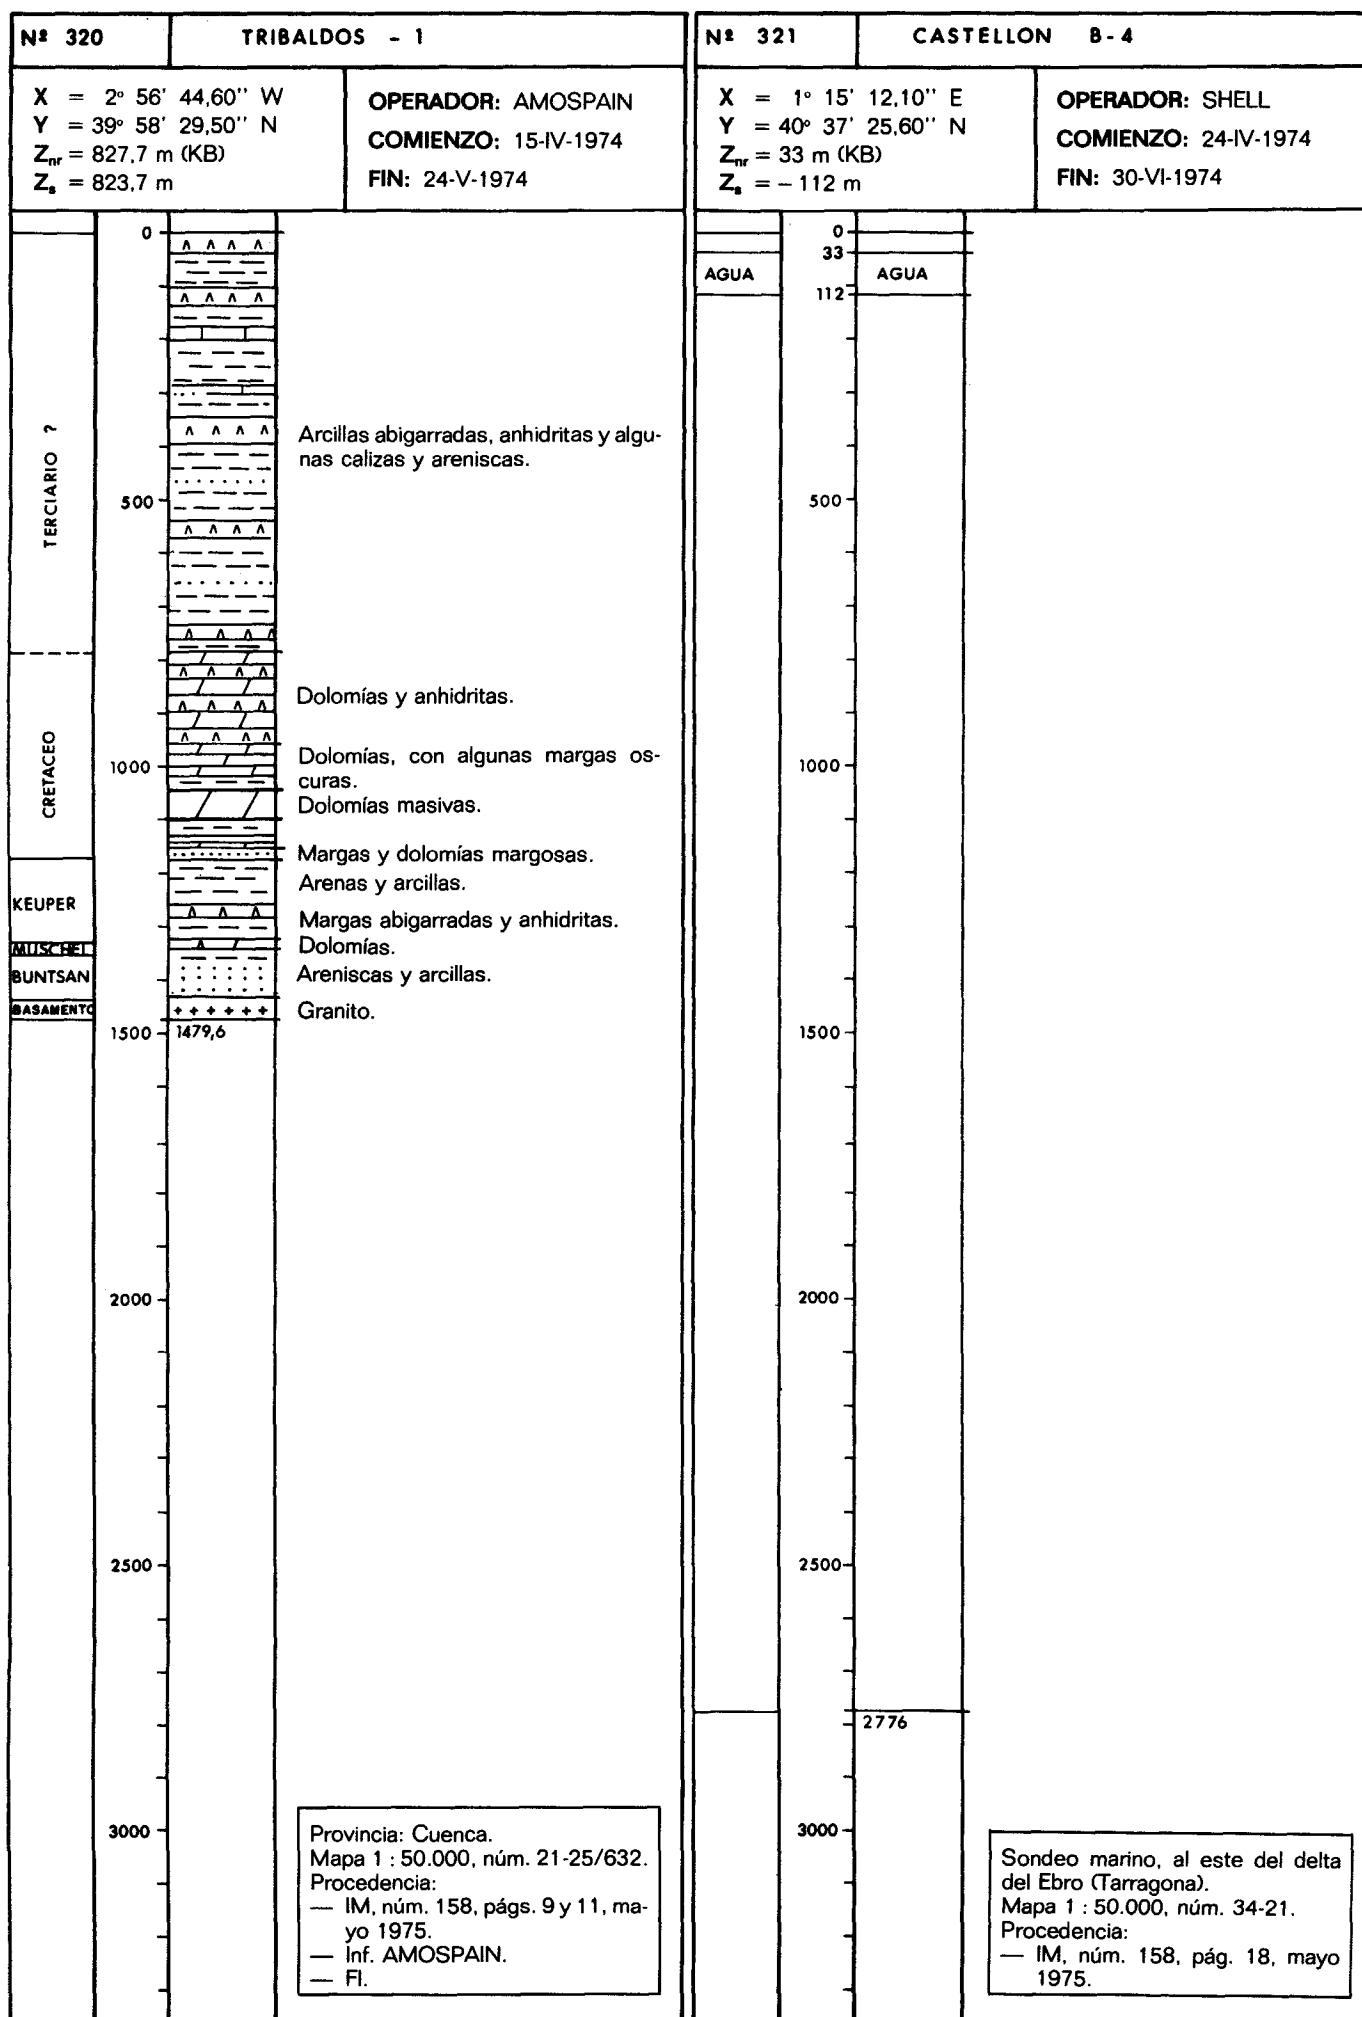 Nº 320 TRIBALDOS - 1
X = 2° 56' 44,60'' W
Y = 39° 58' 29,50'' N
Znr = 827,7 m (KB)
Zs = 823,7 m
OPERADOR: AMOSPAIN
COMIENZO: 15-IV-1974
FIN: 24-V-1974
TERCIARIO ?
CRETACEO
KEUPER
MUSCHEL
BUNTSAN
BASAMENTO
0
500
1000
1500
2000
2500
3000
1479,6
Arcillas abigarradas, anhidritas y algu-
nas calizas y areniscas.
Dolomías y anhidritas.
Dolomías, con algunas margas os-
curas.
Dolomías masivas.
Margas y dolomías margosas.
Arenas y arcillas.
Margas abigarradas y anhidritas.
Dolomías.
Areniscas y arcillas.
Granito.
Provincia: Cuenca.
Mapa 1 : 50.000, núm. 21-25/632.
Procedencia:
— IM, núm. 158, págs. 9 y 11, ma-
yo 1975.
— Inf. AMOSPAIN.
— FI.
Nº 321 CASTELLON B-4
X = 1° 15' 12,10'' E
Y = 40° 37' 25,60'' N
Znr = 33 m (KB)
Zs = – 112 m
OPERADOR: SHELL
COMIENZO: 24-IV-1974
FIN: 30-VI-1974
0
33
AGUA AGUA
112
500
1000
1500
2000
2500
2776
3000
Sondeo marino, al este del delta
del Ebro (Tarragona).
Mapa 1 : 50.000, núm. 34-21.
Procedencia:
— IM, núm. 158, pág. 18, mayo
1975.